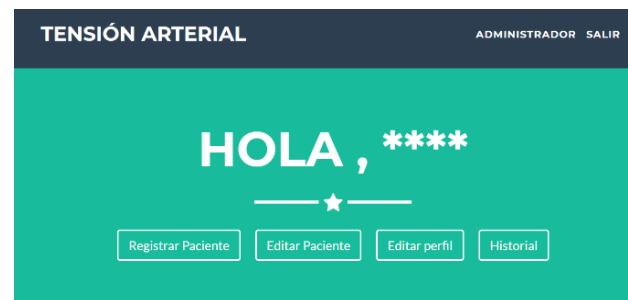 TENSIÓN ARTERIAL
ADMINISTRADOR SALIR
HOLA , ****
Registrar Paciente Editar Paciente Editar perfil Historial